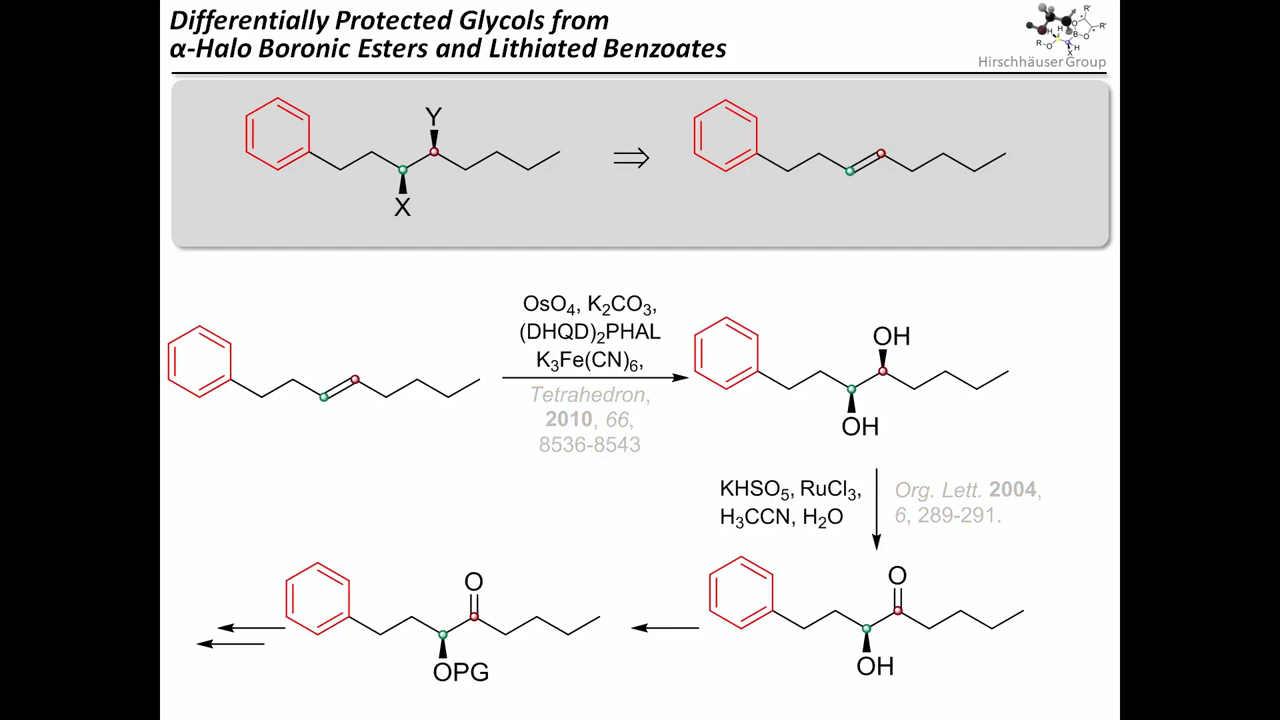 Differentially Protected Glycols from
α-Halo Boronic Esters and Lithiated Benzoates
R'
R'
O
B
O
H
H
R
O
H
X
Hirschhäuser Group
Y
X
OsO₄, K₂CO₃,
(DHQD)₂PHAL
K₃Fe(CN)₆,
Tetrahedron,
2010, 66,
8536-8543
OH
OH
KHSO₅, RuCl₃,
H₃CCN, H₂O
Org. Lett. 2004,
6, 289-291.
O
OPG
O
OH